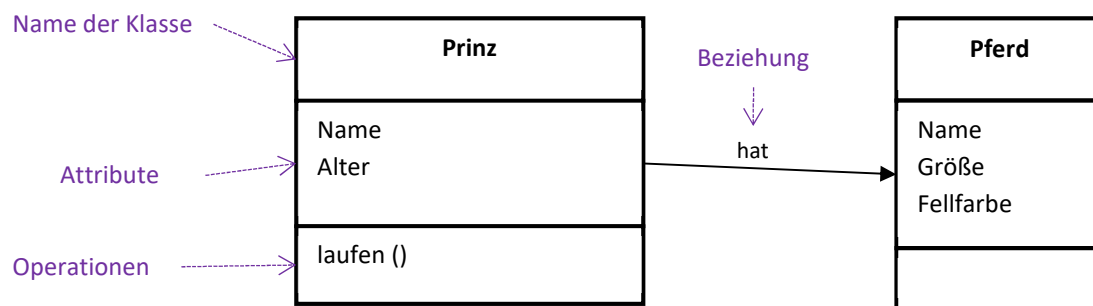 Name der Klasse
Prinz
Pferd
Beziehung
Name
Alter
hat
Name
Größe
Fellfarbe
Attribute
Operationen
laufen ()